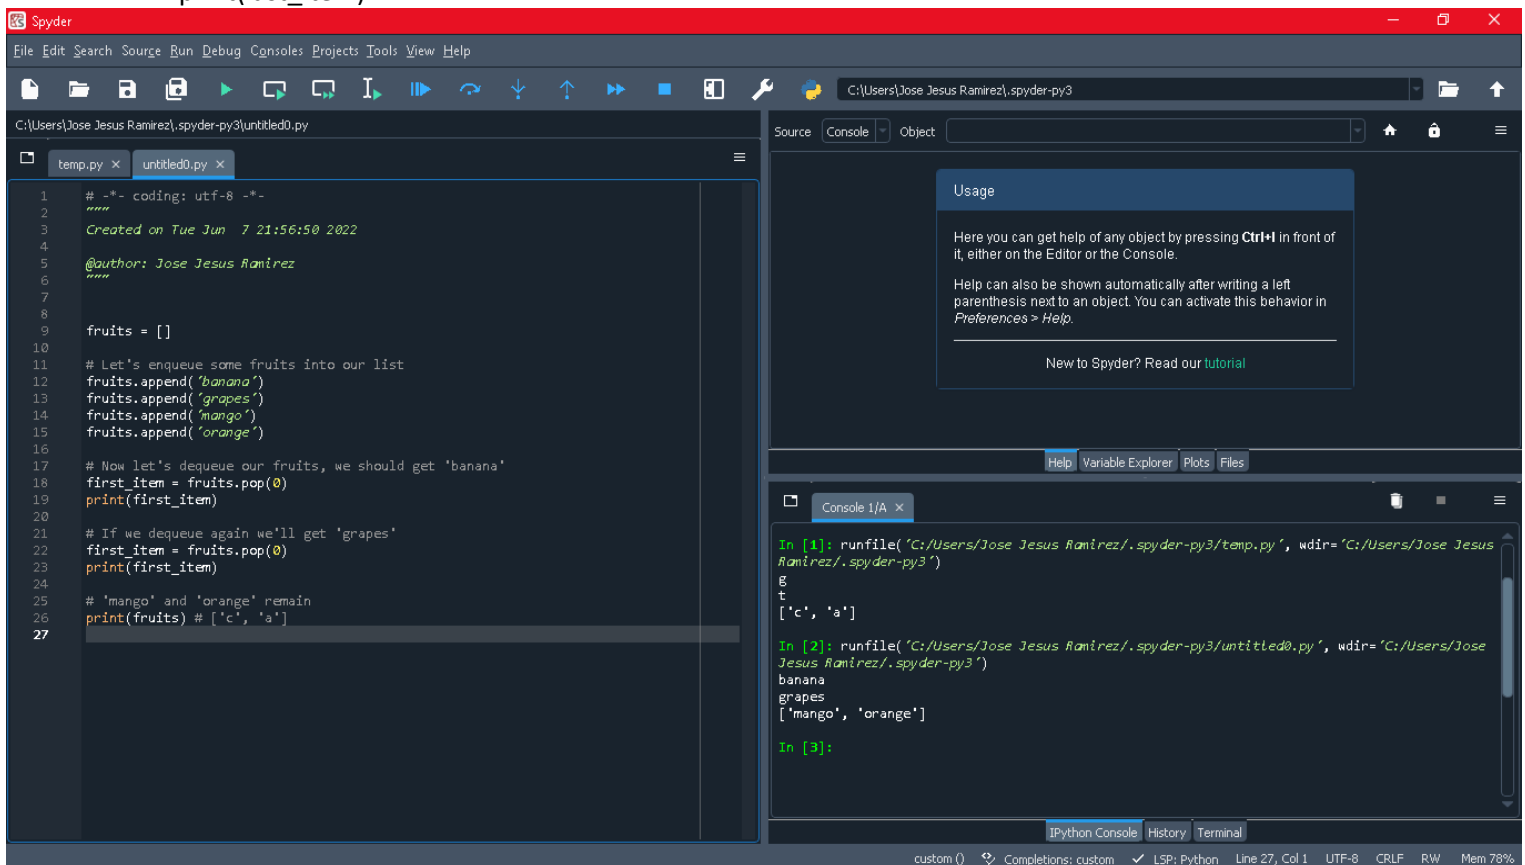 Spyder
File Edit Search Source Run Debug Consoles Projects Tools View Help
C:\Users\Jose Jesus Ramirez\.spyder-py3
C:\Users\Jose Jesus Ramirez\.spyder-py3\untitled0.py
temp.py untitled0.py
1 # -*- coding: utf-8 -*-
2 """
3 Created on Tue Jun  7 21:56:50 2022
4
5 @author: Jose Jesus Ramirez
6 """
7
8
9 fruits = []
10
11 # Let's enqueue some fruits into our list
12 fruits.append('banana')
13 fruits.append('grapes')
14 fruits.append('mango')
15 fruits.append('orange')
16
17 # Now let's dequeue our fruits, we should get 'banana'
18 first_item = fruits.pop(0)
19 print(first_item)
20
21 # If we dequeue again we'll get 'grapes'
22 first_item = fruits.pop(0)
23 print(first_item)
24
25 # 'mango' and 'orange' remain
26 print(fruits) # ['c', 'a']
27
Source Console Object
Usage
Here you can get help of any object by pressing Ctrl+I in front of
it, either on the Editor or the Console.
Help can also be shown automatically after writing a left
parenthesis next to an object. You can activate this behavior in
Preferences > Help.
New to Spyder? Read our tutorial
Help Variable Explorer Plots Files
Console 1/A
In [1]: runfile('C:/Users/Jose Jesus Ramirez/.spyder-py3/temp.py', wdir='C:/Users/Jose Jesus
Ramirez/.spyder-py3')
g
t
['c', 'a']
In [2]: runfile('C:/Users/Jose Jesus Ramirez/.spyder-py3/untitled0.py', wdir='C:/Users/Jose
Jesus Ramirez/.spyder-py3')
banana
grapes
['mango', 'orange']
In [3]:
IPython Console History Terminal
custom () Completions: custom LSP: Python Line 27, Col 1 UTF-8 CRLF RW Mem 78%